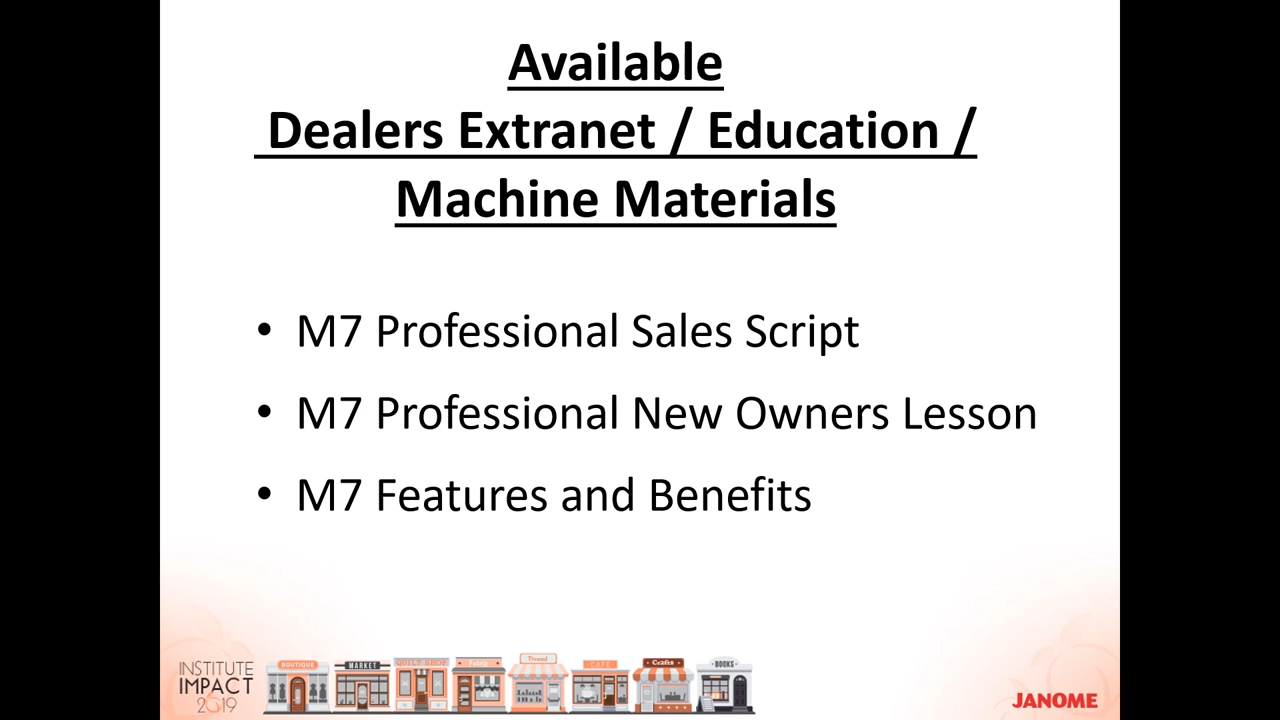 Available
Dealers Extranet / Education /
Machine Materials
• M7 Professional Sales Script
• M7 Professional New Owners Lesson
• M7 Features and Benefits
INSTITUTE
IMPACT
2019
BOUTIQUE
MARKET
QUILT SHOP
Fabric
Thread
CAFE
Crafts
BOOKS
JANOME